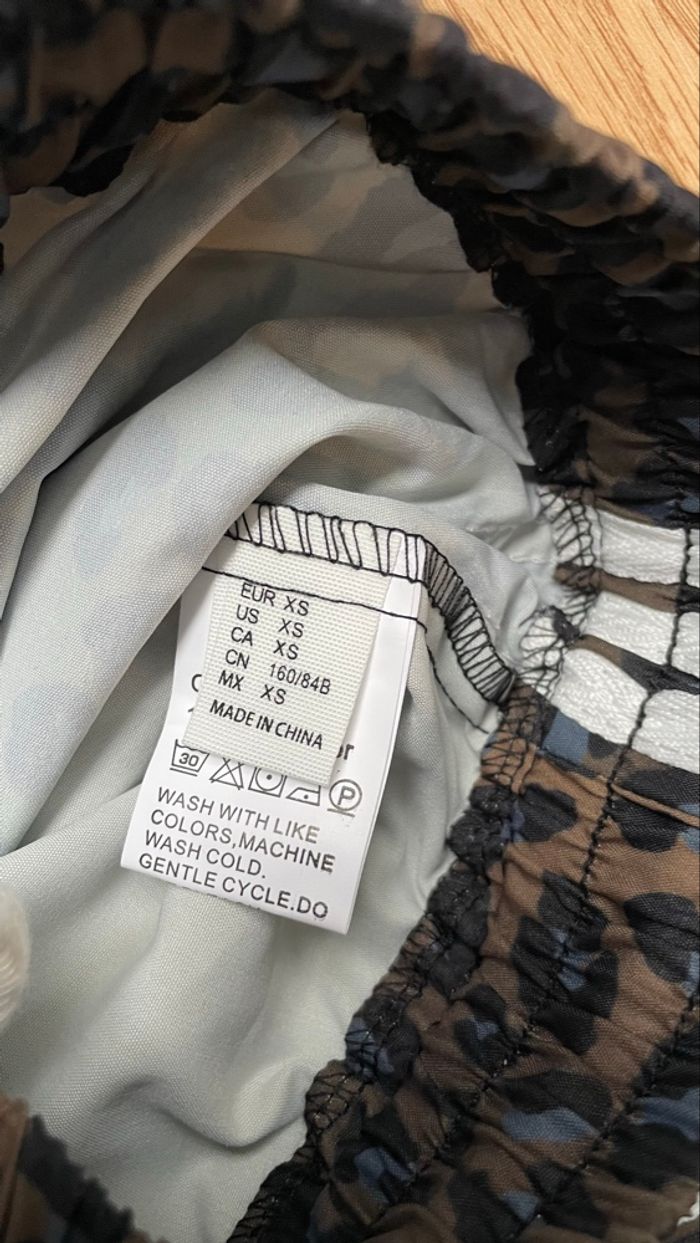 EUR XS
US XS
CA XS
CN 160/84B
MX XS
MADE IN CHINA
30
P
WASH WITH LIKE
COLORS,MACHINE
WASH COLD.
GENTLE CYCLE.DO